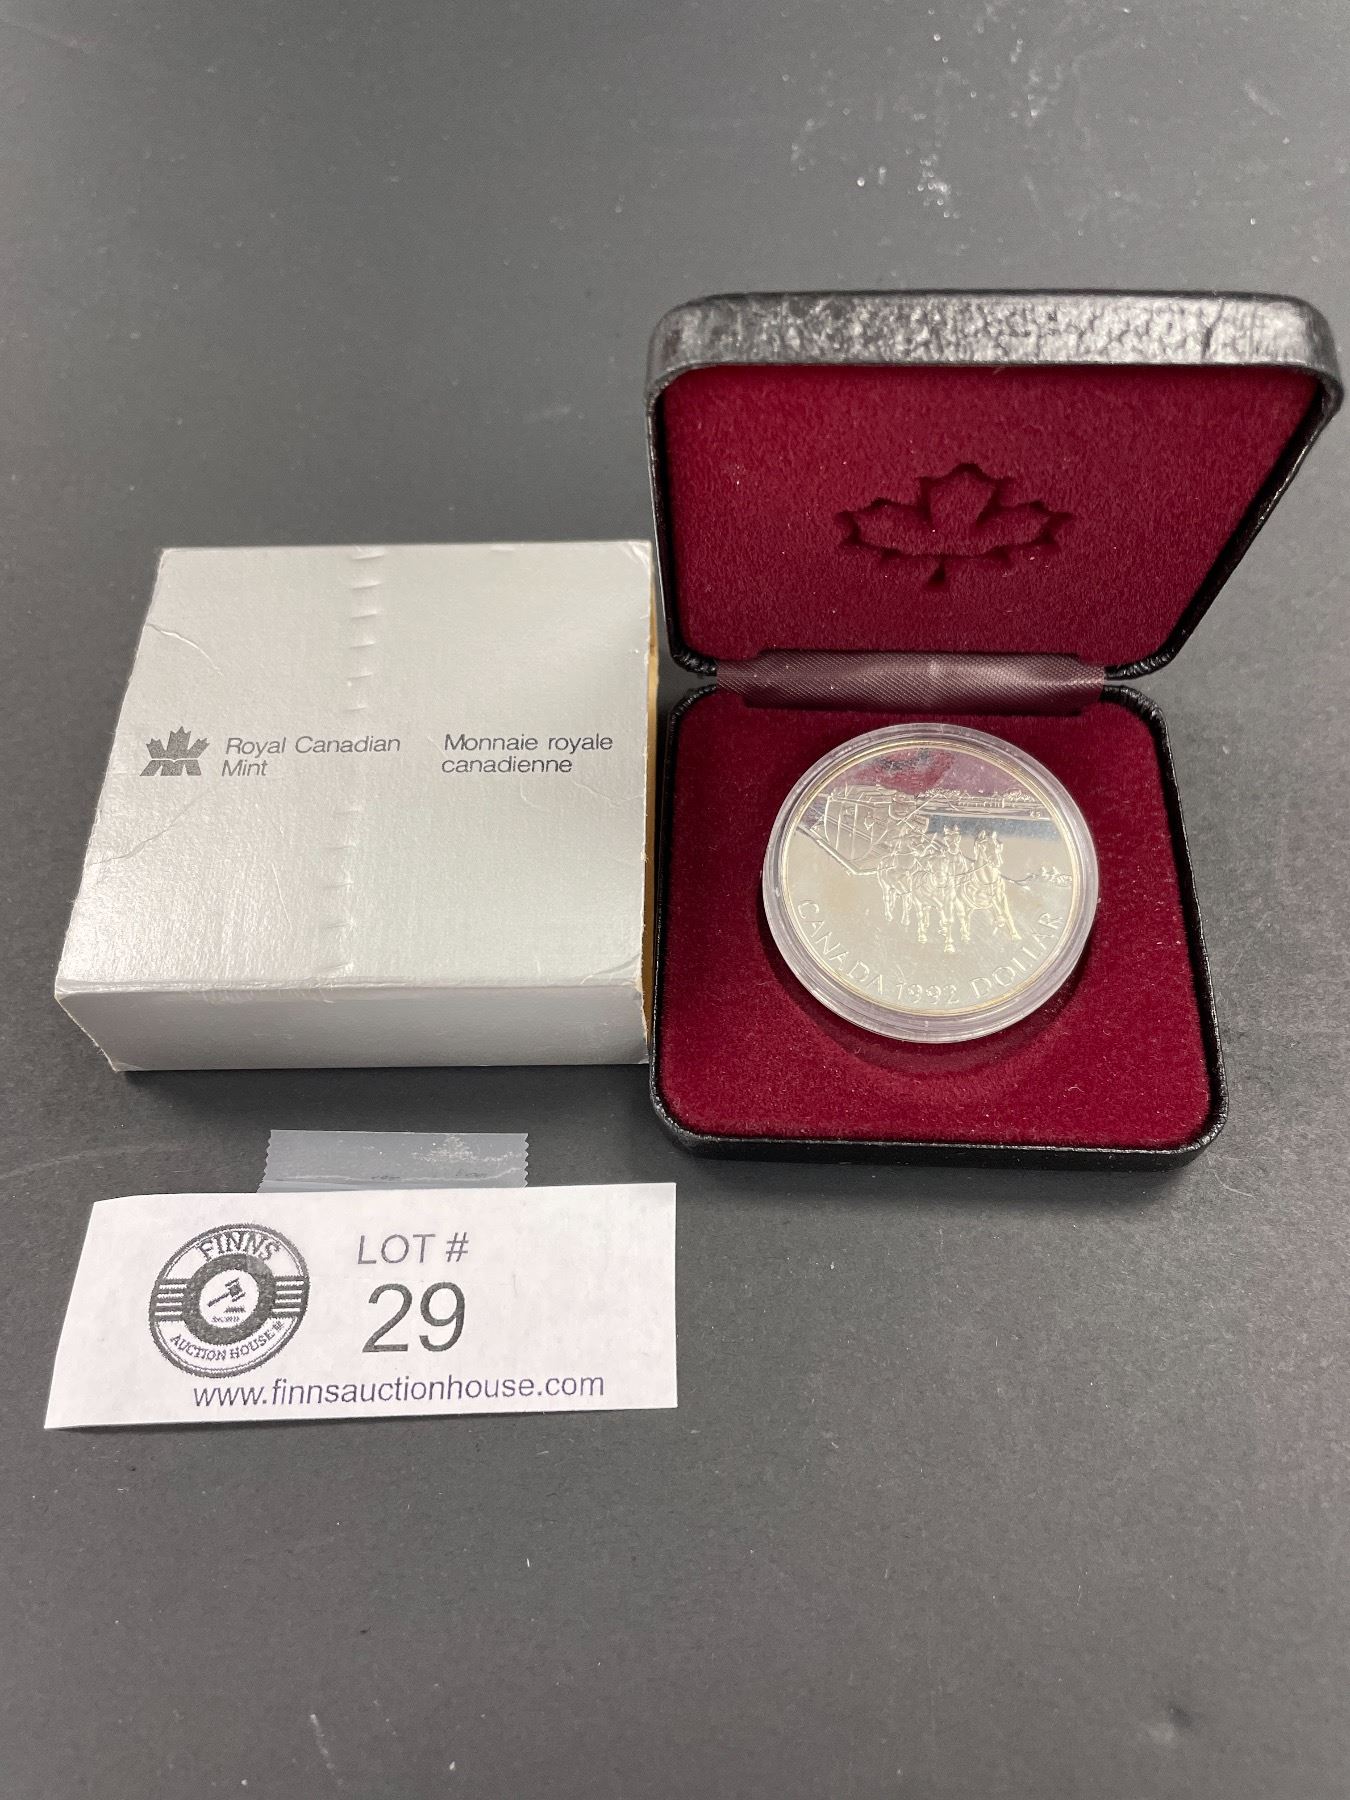 Royal Canadian
Mint
Monnaie royale
canadienne
CANADA 1992 DOLLAR
FINNS
AUCTION HOUSE
LOT #
29
www.finnsauctionhouse.com